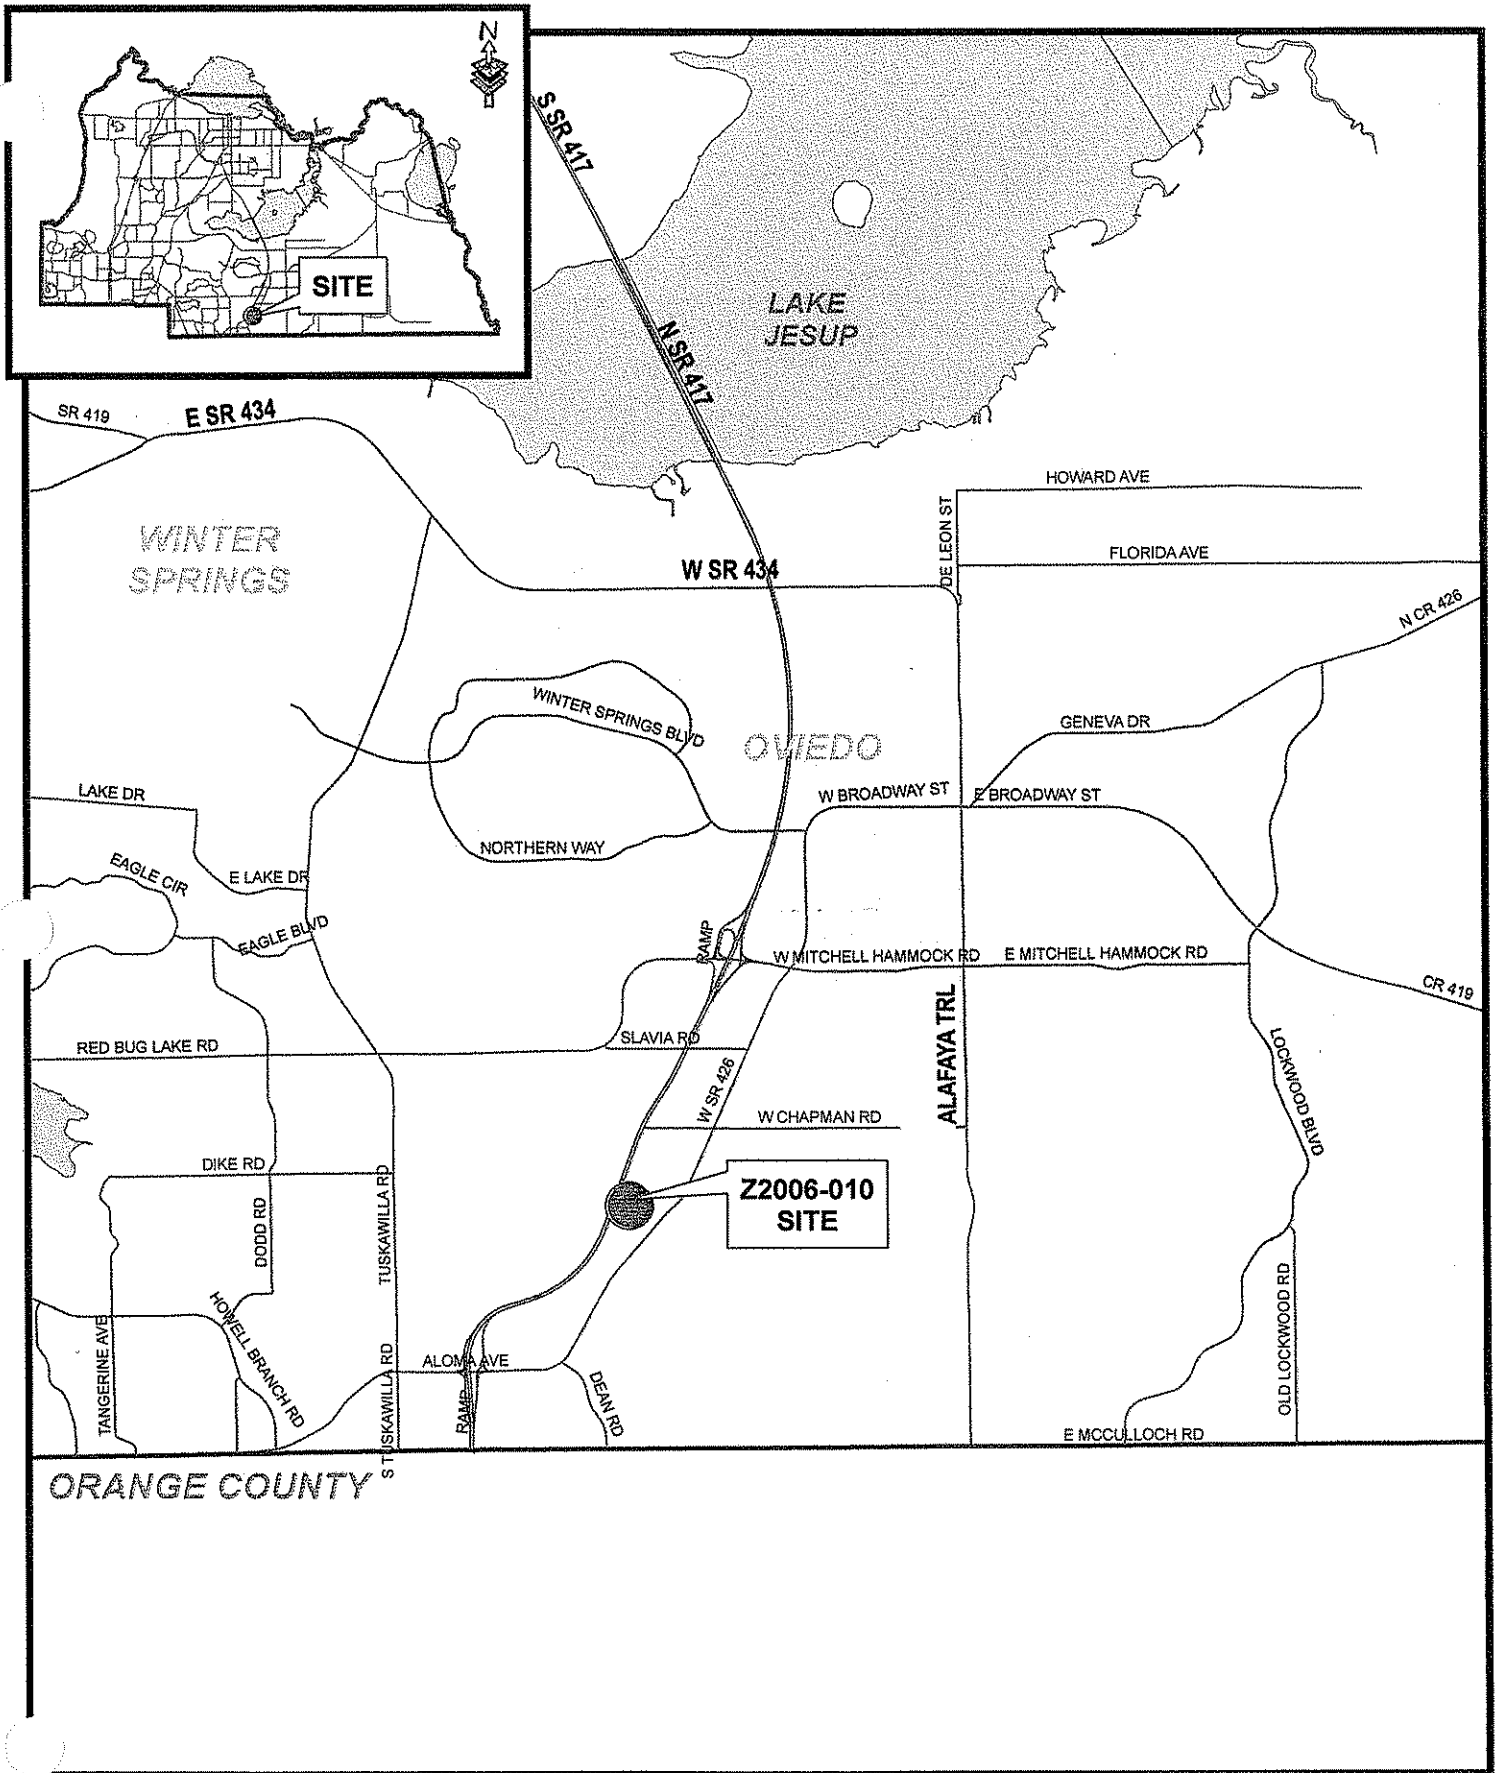 N
SITE
S SR 417
N SR 417
LAKE
JESUP
SR 419
E SR 434
WINTER
SPRINGS
W SR 434
HOWARD AVE
DE LEON ST
FLORIDA AVE
N CR 426
WINTER SPRINGS BLVD
OVIEDO
GENEVA DR
LAKE DR
W BROADWAY ST
E BROADWAY ST
NORTHERN WAY
EAGLE CIR
E LAKE DR
EAGLE BLVD
RAMP
W MITCHELL HAMMOCK RD
E MITCHELL HAMMOCK RD
CR 419
RED BUG LAKE RD
SLAVIA RD
W SR 426
ALAFAYA TRL
LOCKWOOD BLVD
W CHAPMAN RD
DIKE RD
DODD RD
TUSKAWILLA RD
Z2006-010
SITE
HOWELL BRANCH RD
TANGERINE AVE
S TUSKAWILLA RD
ALOMA AVE
RAMP
DEAN RD
OLD LOCKWOOD RD
E MCCULLOCH RD
ORANGE COUNTY